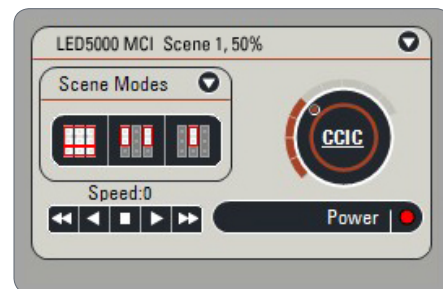 LED5000 MCI Scene 1, 50%
Scene Modes
CCIC
Speed:0
Power